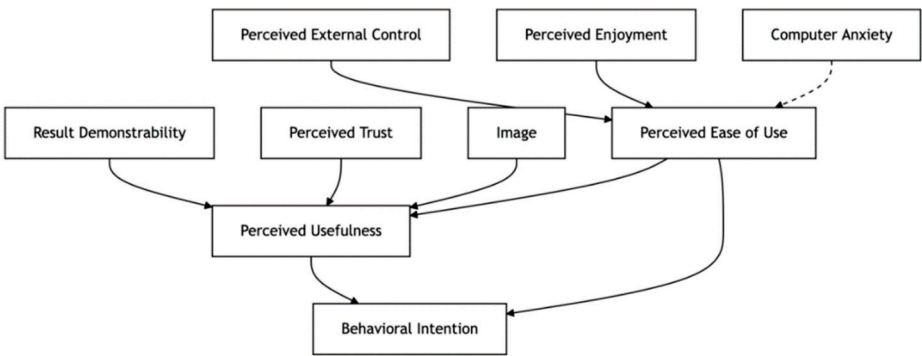 Perceived External Control
Perceived Enjoyment
Computer Anxiety
Result Demonstrability
Perceived Trust
Image
Perceived Ease of Use
Perceived Usefulness
Behavioral Intention